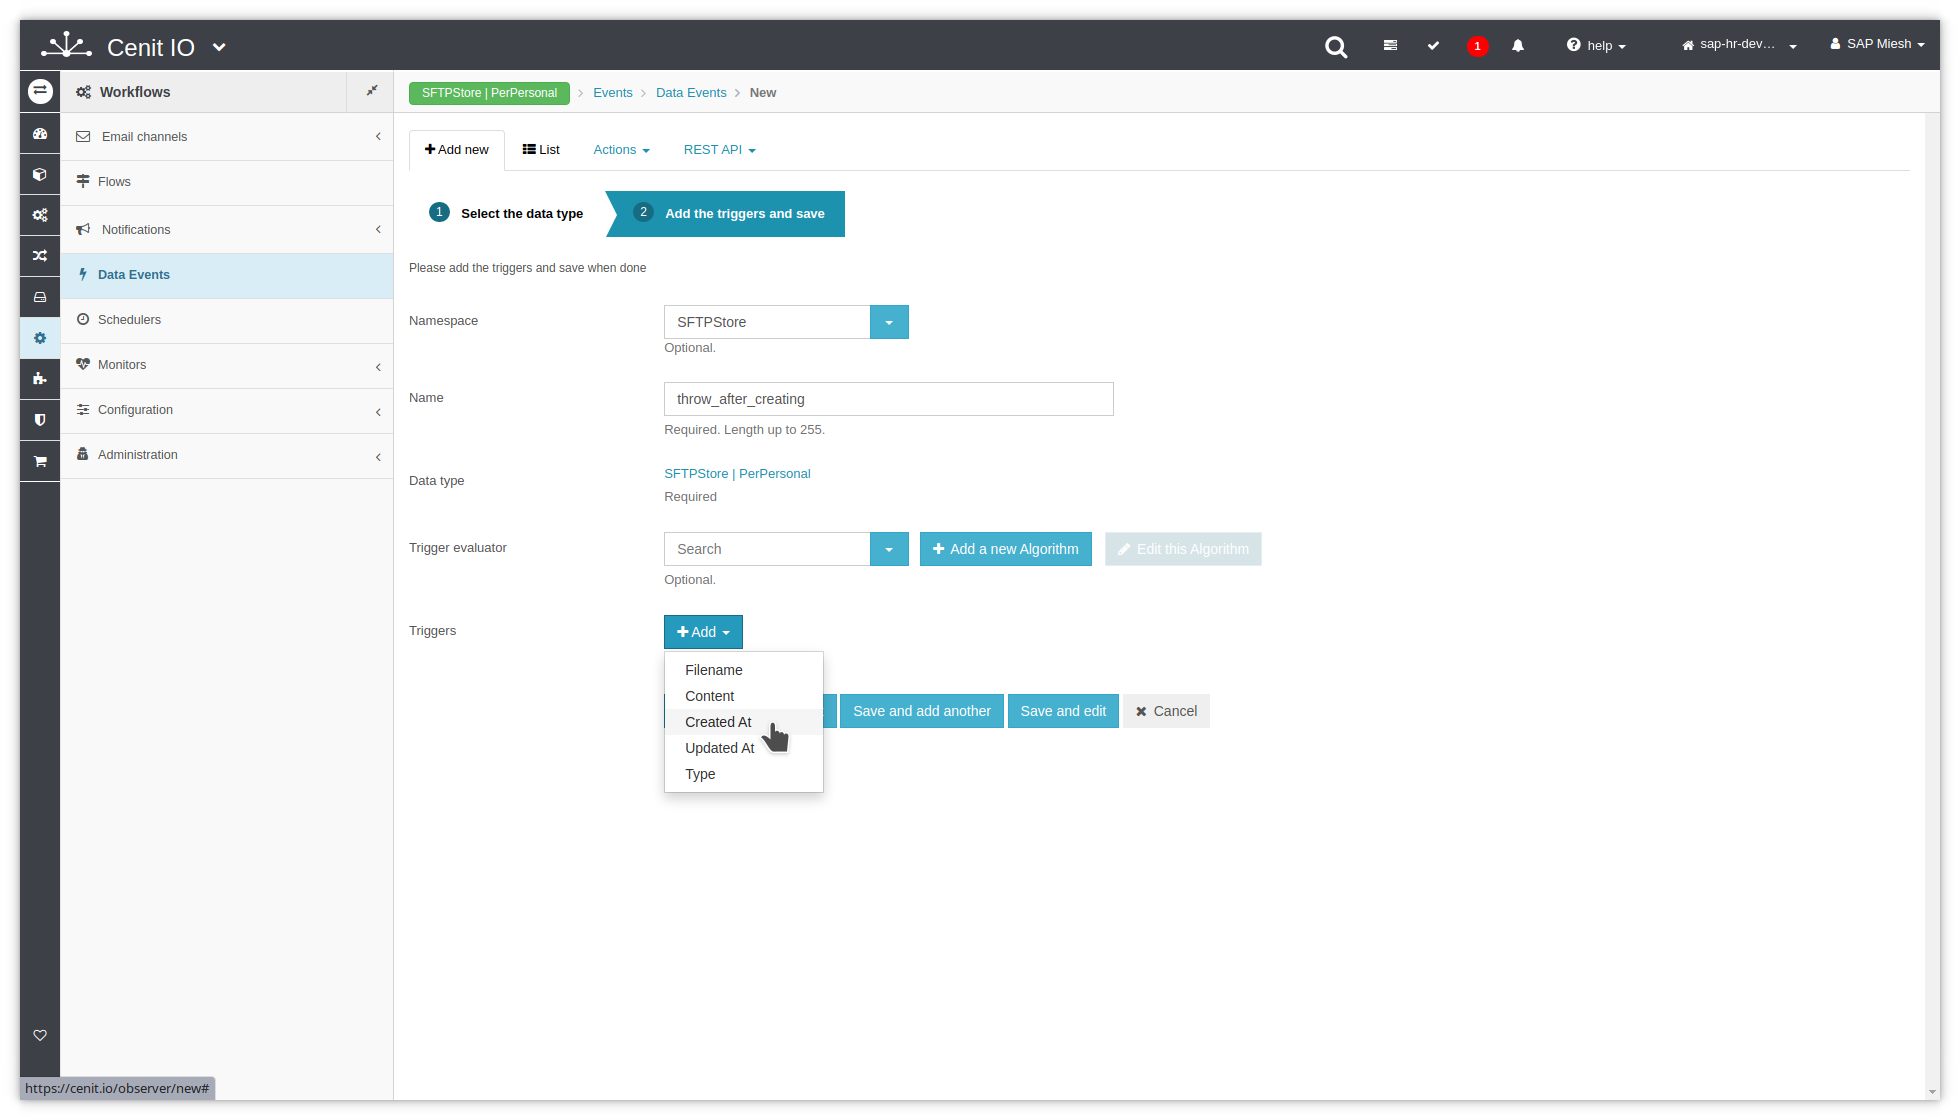 Cenit IO
1
help
sap-hr-dev...
SAP Miesh
Workflows
SFTPStore | PerPersonal
Events
Data Events
New
Email channels
Flows
Notifications
Data Events
Schedulers
Monitors
Configuration
Administration
Add new
List
Actions
REST API
1 Select the data type
2 Add the triggers and save
Please add the triggers and save when done
Namespace
SFTPStore
Optional.
Name
throw_after_creating
Required. Length up to 255.
Data type
SFTPStore | PerPersonal
Required
Trigger evaluator
Search
Add a new Algorithm
Edit this Algorithm
Optional.
Triggers
Add
Filename
Content
Created At
Updated At
Type
Save and add another
Save and edit
Cancel
https://cenit.io/observer/new#